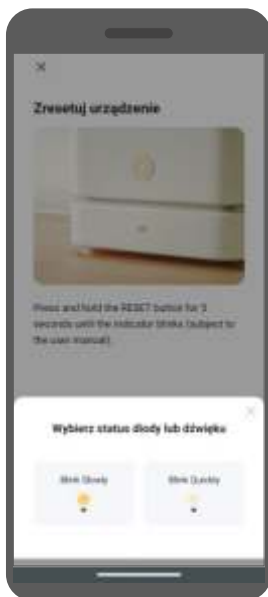 Zresetuj urządzenie
Press and hold the RESET button for 5
seconds until the indicator blinks (subject to
the user manual).
Wybierz status diody lub dźwięku
Blink Slowly
Blink Quickly